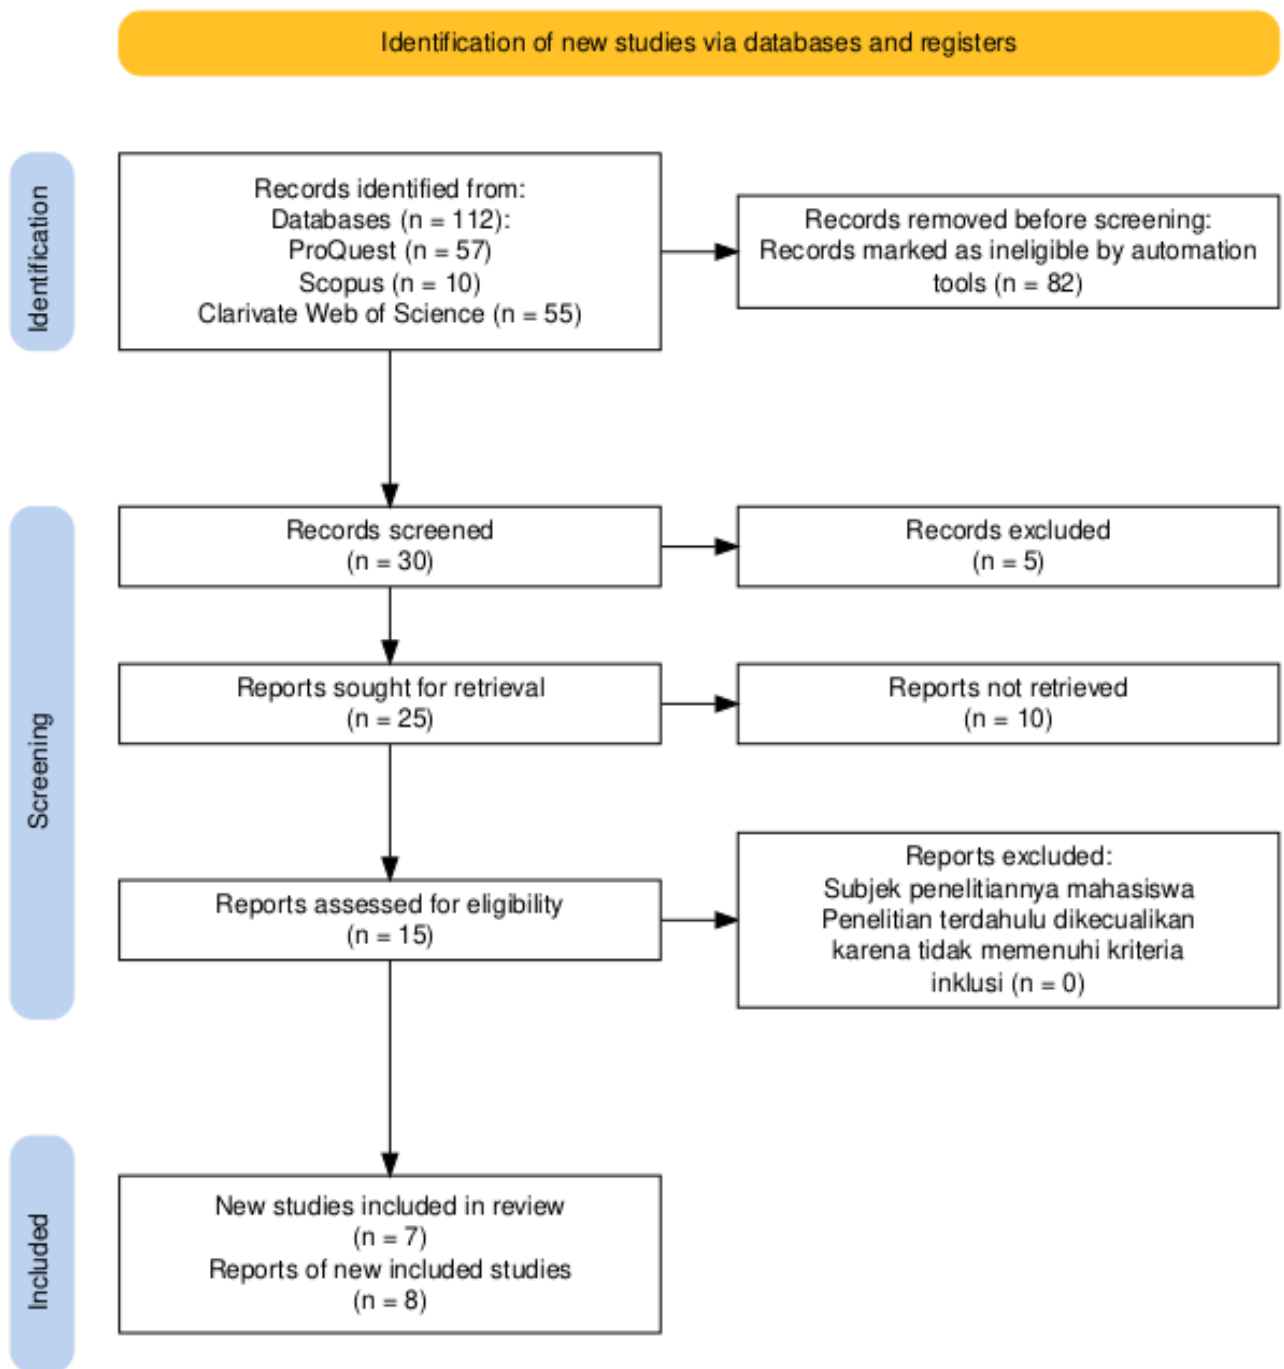 Identification of new studies via databases and registers
Identification
Records identified from:
Databases (n = 112):
ProQuest (n = 57)
Scopus (n = 10)
Clarivate Web of Science (n = 55)
Records removed before screening:
Records marked as ineligible by automation
tools (n = 82)
Screening
Records screened
(n = 30)
Records excluded
(n = 5)
Reports sought for retrieval
(n = 25)
Reports not retrieved
(n = 10)
Reports assessed for eligibility
(n = 15)
Reports excluded:
Subjek penelitiannya mahasiswa
Penelitian terdahulu dikecualikan
karena tidak memenuhi kriteria
inklusi (n = 0)
Included
New studies included in review
(n = 7)
Reports of new included studies
(n = 8)